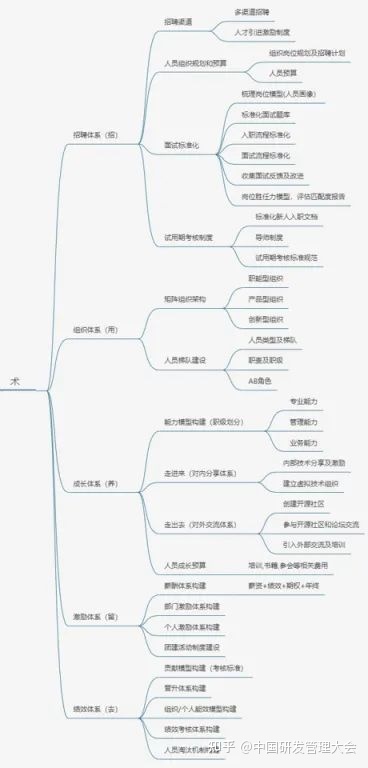 术
招聘体系（招）
招聘渠道
多渠道招聘
人才引进激励制度
人员组织规划和预算
组织岗位规划及招聘计划
人员预算
面试标准化
梳理岗位模型(人员画像)
标准化面试题库
入职流程标准化
面试流程标准化
收集面试反馈及改进
岗位胜任力模型，评估匹配度报告
试用期考核制度
标准化新人入职文档
导师制度
试用期考核标准规范
组织体系（用）
矩阵组织架构
职能型组织
产品型组织
创新型组织
人员梯队建设
人员类型及梯队
职责及职级
AB角色
成长体系（养）
能力模型构建（职级划分）
专业能力
管理能力
业务能力
走进来（对内分享体系）
内部技术分享及激励
建立虚拟技术组织
走出去（对外交流体系）
创建开源社区
参与开源社区和论坛交流
引入外部交流及培训
人员成长预算
培训,书籍,参会等相关费用
激励体系（留）
薪酬体系构建
薪资+绩效+期权+年终
部门激励体系构建
个人激励体系构建
团建活动制度建设
绩效体系（去）
贡献模型构建（考核标准）
晋升体系构建
组织/个人能效模型构建
绩效考核体系构建
人员淘汰机制构建
知乎 @中国研发管理大会